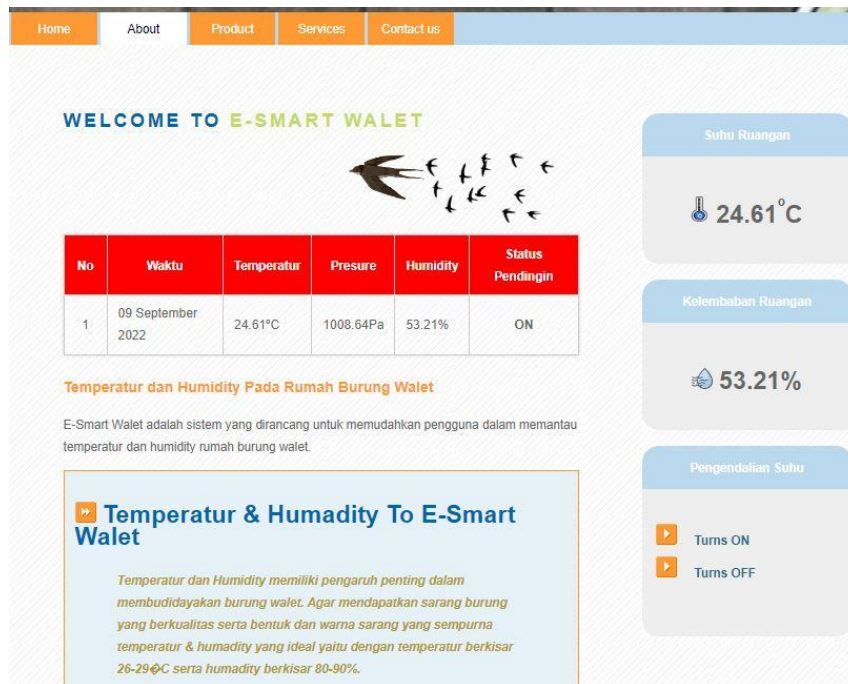 Home About Product Services Contact us
WELCOME TO E-SMART WALET
No Waktu Temperatur Presure Humidity Status Pendingin
1 09 September 2022 24.61°C 1008.64Pa 53.21% ON
Temperatur dan Humidity Pada Rumah Burung Walet
E-Smart Walet adalah sistem yang dirancang untuk memudahkan pengguna dalam memantau
temperatur dan humidity rumah burung walet.
Temperatur & Humadity To E-Smart
Walet
Temperatur dan Humidity memiliki pengaruh penting dalam
membudidayakan burung walet. Agar mendapatkan sarang burung
yang berkualitas serta bentuk dan warna sarang yang sempurna
temperatur & humadity yang ideal yaitu dengan temperatur berkisar
26-29�C serta humadity berkisar 80-90%.
Suhu Ruangan
24.61°C
Kelembaban Ruangan
53.21%
Pengendalian Suhu
Turns ON
Turns OFF